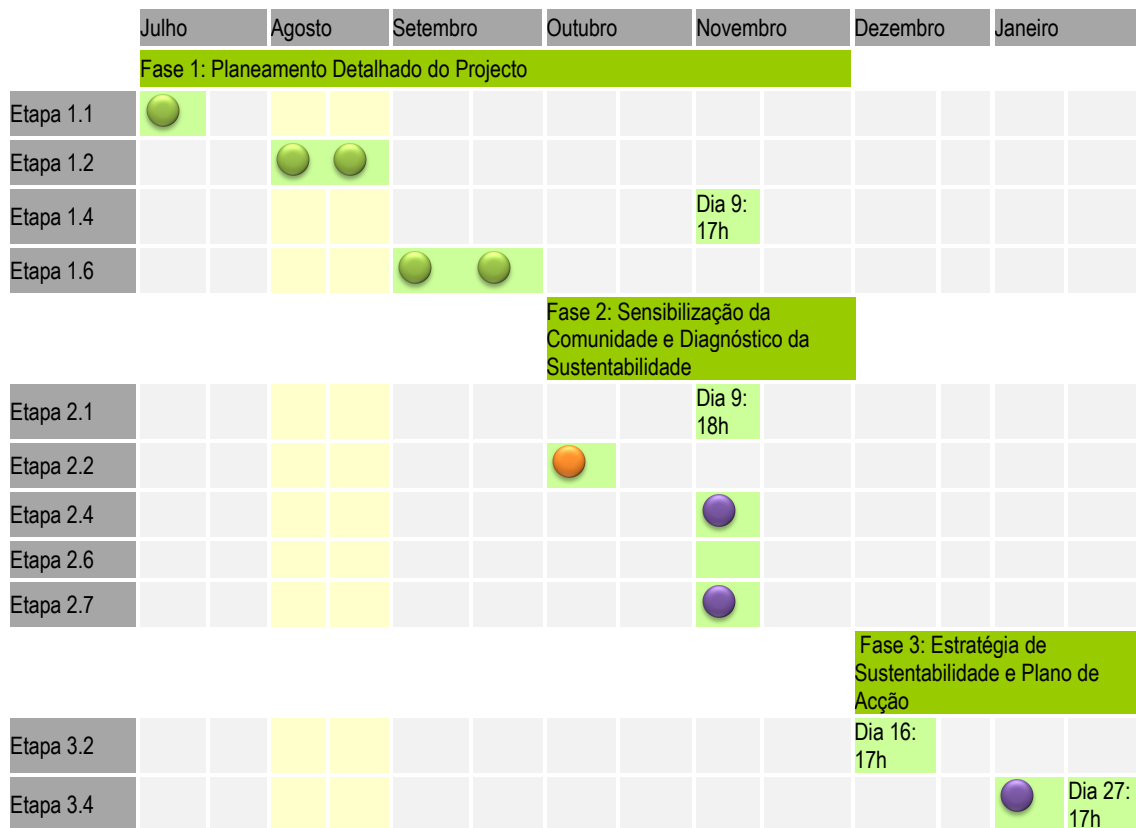 Julho Agosto Setembro Outubro Novembro Dezembro Janeiro
Fase 1: Planeamento Detalhado do Projecto
Etapa 1.1
Etapa 1.2
Etapa 1.4 Dia 9:
17h
Etapa 1.6
Fase 2: Sensibilização da
Comunidade e Diagnóstico da
Sustentabilidade
Etapa 2.1 Dia 9:
18h
Etapa 2.2
Etapa 2.4
Etapa 2.6
Etapa 2.7
Fase 3: Estratégia de
Sustentabilidade e Plano de
Acção
Etapa 3.2 Dia 16:
17h
Etapa 3.4 Dia 27:
17h